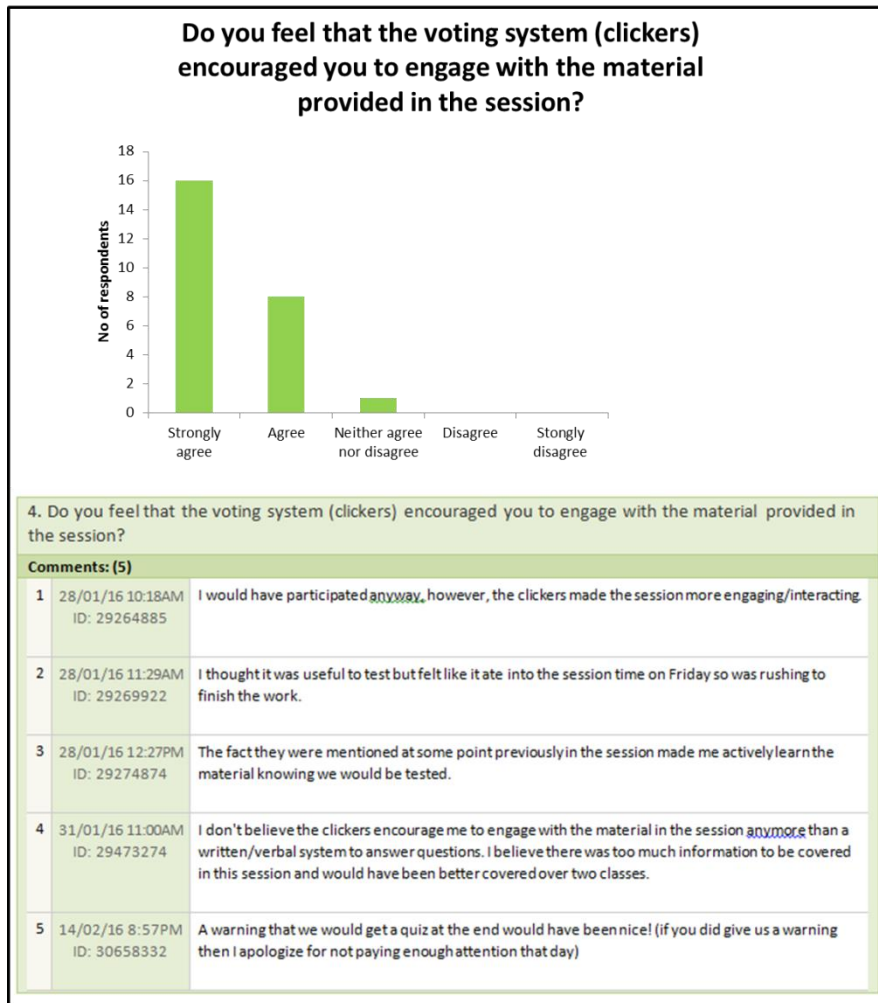 Do you feel that the voting system (clickers)
encouraged you to engage with the material
provided in the session?
18
16
14
12
10
8
6
4
2
0
No of respondents
Strongly
agree
Agree
Neither agree
nor disagree
Disagree
Stongly
disagree
4. Do you feel that the voting system (clickers) encouraged you to engage with the material provided in
the session?
Comments: (5)
1 28/01/16 10:18AM I would have participated anyway, however, the clickers made the session more engaging/interacting.
ID: 29264885
2 28/01/16 11:29AM I thought it was useful to test but felt like it ate into the session time on Friday so was rushing to
ID: 29269922 finish the work.
3 28/01/16 12:27PM The fact they were mentioned at some point previously in the session made me actively learn the
ID: 29274874 material knowing we would be tested.
4 31/01/16 11:00AM I don't believe the clickers encourage me to engage with the material in the session anymore than a
ID: 29473274 written/verbal system to answer questions. I believe there was too much information to be covered
in this session and would have been better covered over two classes.
5 14/02/16 8:57PM A warning that we would get a quiz at the end would have been nice! (if you did give us a warning
ID: 30658332 then I apologize for not paying enough attention that day)